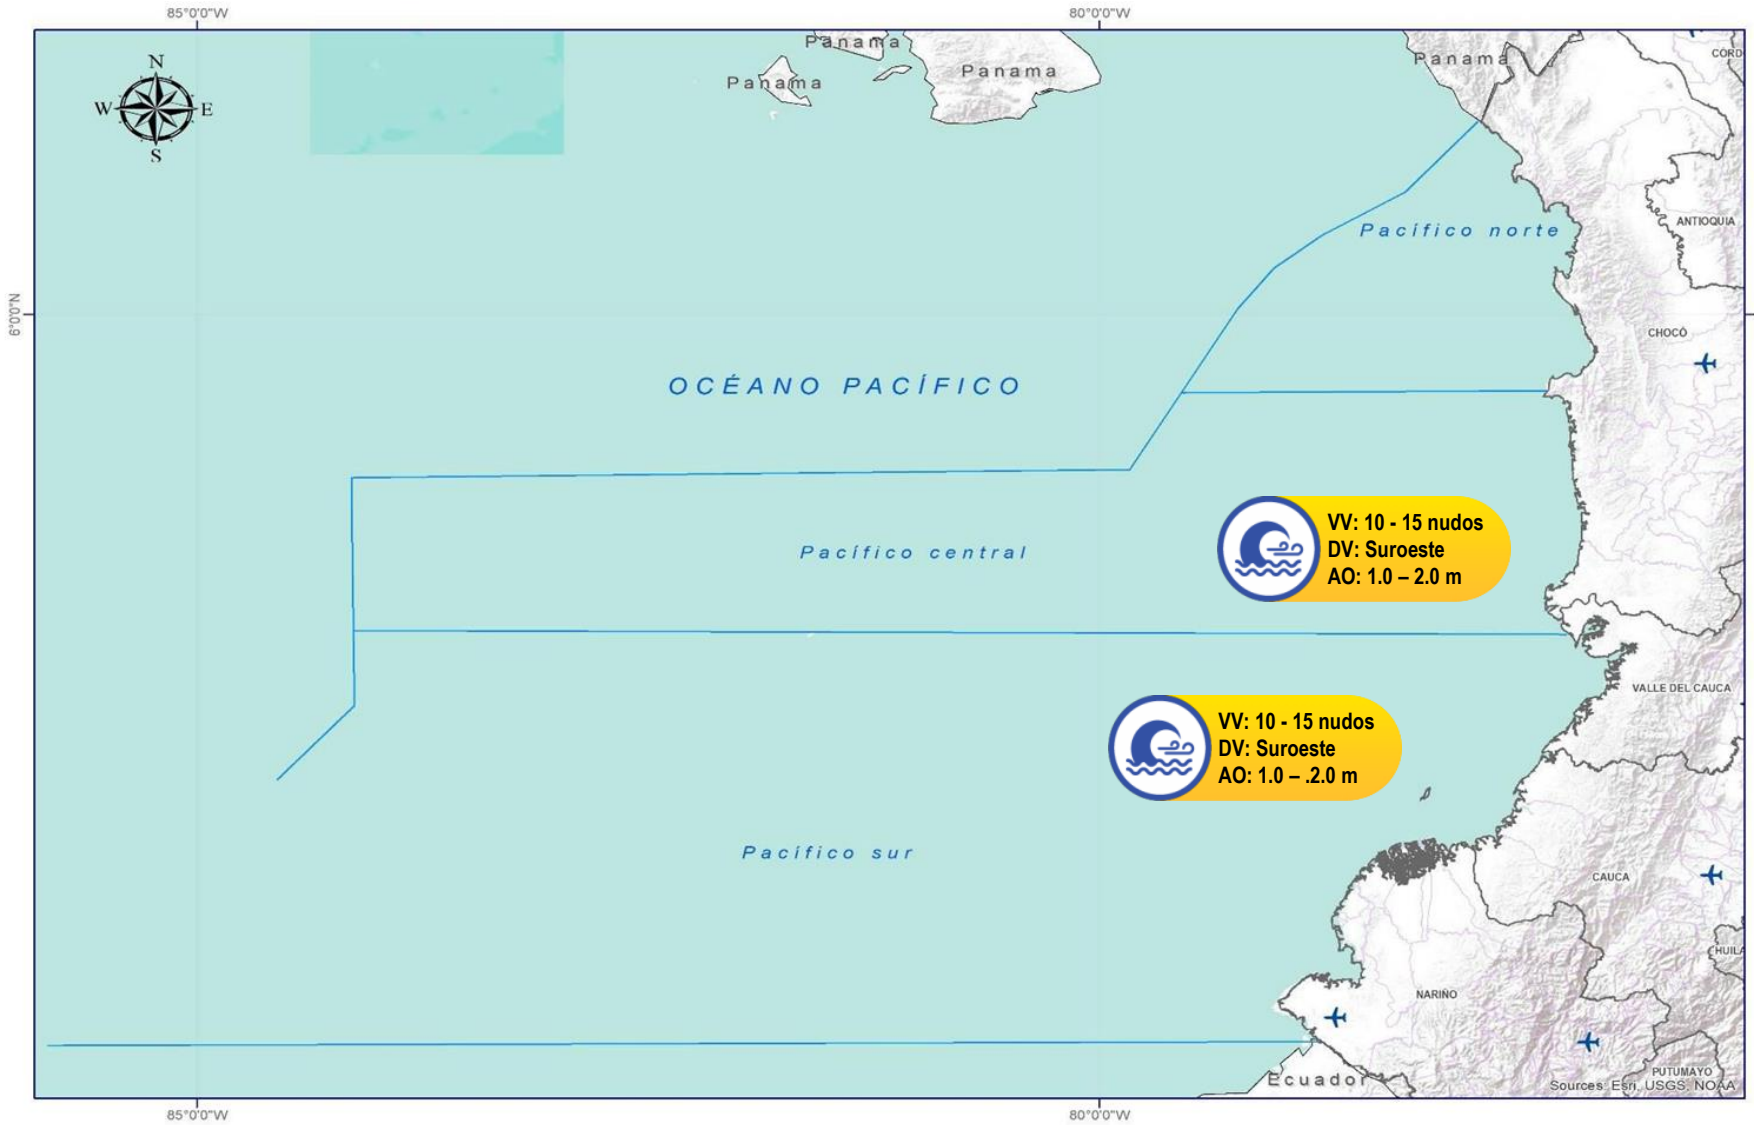 85°0'0"W
80°0'0"W
Panama
Panama
Panama
Panama
CÓRD
N
W
E
S
ANTIOQUIA
Pacífico norte
6°0'0"N
CHOCÓ
OCÉANO PACÍFICO
VV: 10 - 15 nudos
DV: Suroeste
AO: 1.0 – 2.0 m
Pacífico central
VALLE DEL CAUCA
VV: 10 - 15 nudos
DV: Suroeste
AO: 1.0 – .2.0 m
Pacífico sur
CAUCA
HUILA
NARIÑO
PUTUMAYO
Ecuador
Sources: Esri, USGS, NOAA
85°0'0"W
80°0'0"W